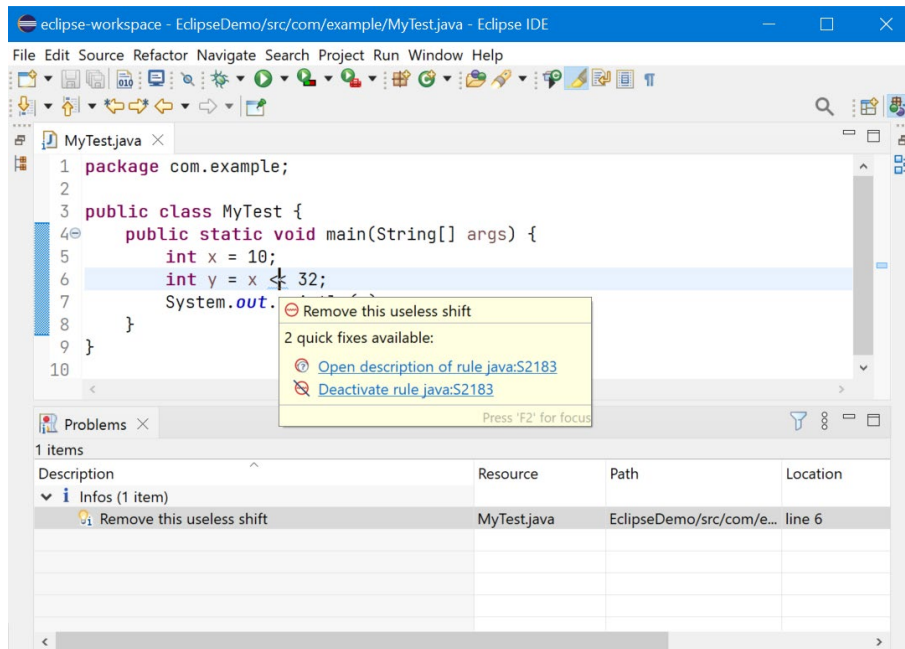 eclipse-workspace - EclipseDemo/src/com/example/MyTest.java - Eclipse IDE
File Edit Source Refactor Navigate Search Project Run Window Help
MyTest.java
1 package com.example;
2
3 public class MyTest {
4 public static void main(String[] args) {
5 int x = 10;
6 int y = x << 32;
7 System.out.
8 }
9 }
10
Remove this useless shift
2 quick fixes available:
Open description of rule java:S2183
Deactivate rule java:S2183
Press 'F2' for focus
Problems
1 items
Description Resource Path Location
i Infos (1 item)
Remove this useless shift MyTest.java EclipseDemo/src/com/e... line 6